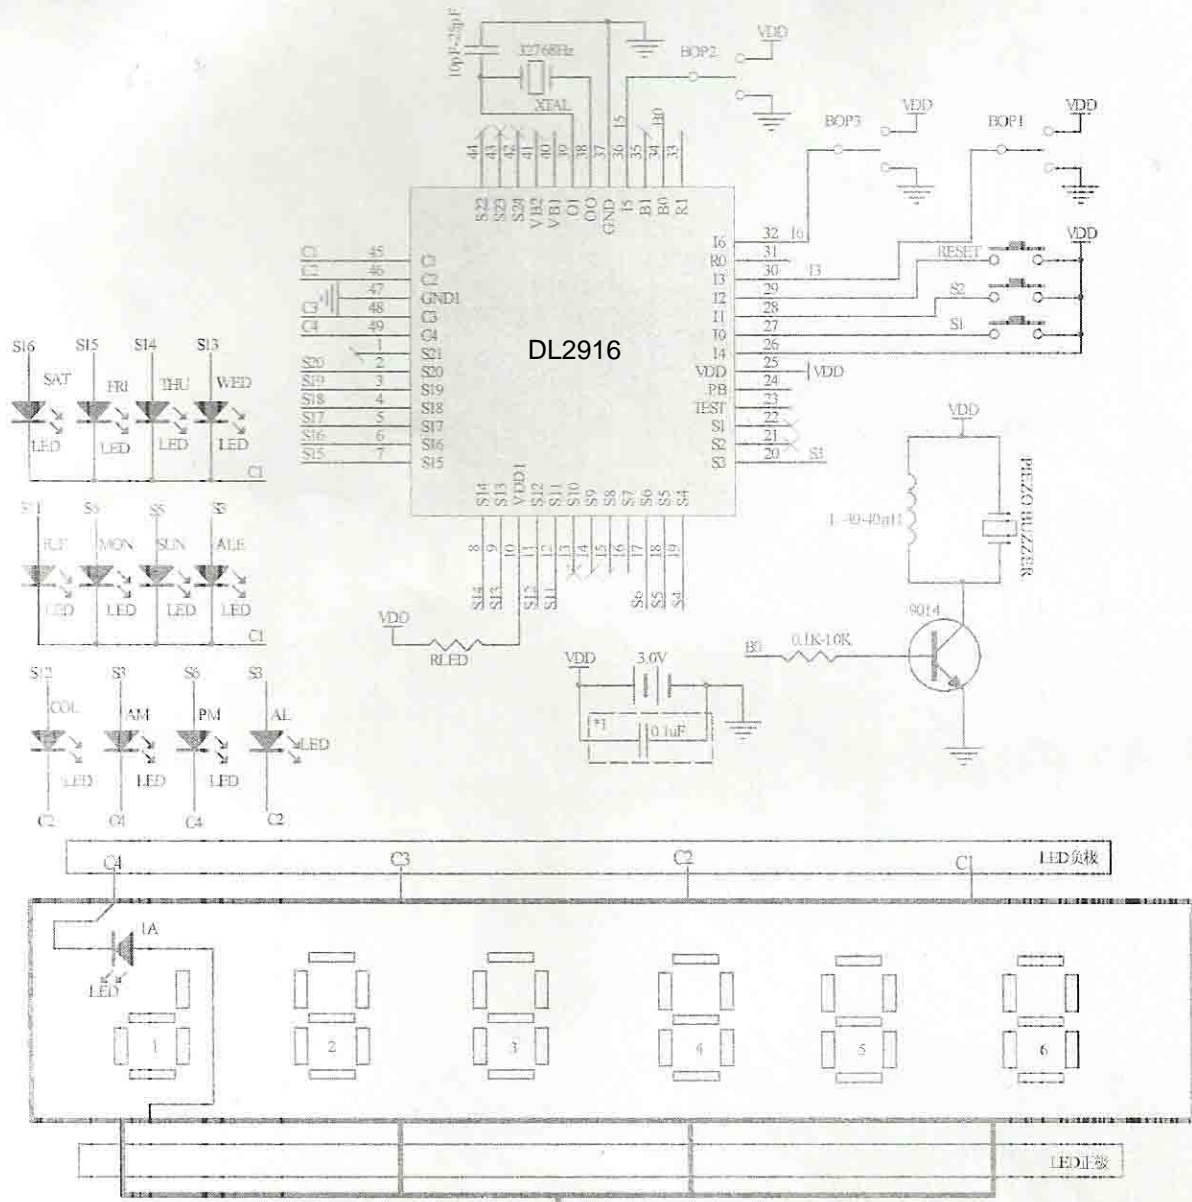 10pF-25pF
32768Hz
XTAL
BOP2
VDD
BOP3
VDD
BOP1
VDD
I5
B0
44
43
42
41
40
39
38
37
36
35
34
33
S22
S23
S24
VB2
VB1
OI
OO
GND
I5
B1
B0
R1
C1
45
C1
C2
46
C2
47
GND1
C3
48
C3
C4
49
C4
1
S21
S20
2
S20
S19
3
S19
S18
4
S18
S17
5
S17
S16
6
S16
S15
7
S15
DL2916
I6
32
I6
R0
31
I3
30
I3
I2
29
I1
28
I0
27
I4
26
VDD
25
VDD
PB
24
TEST
23
S1
22
S2
21
S3
20
S3
VDD
RESET
S2
S1
S14
S13
VDD1
S12
S11
S10
S9
S8
S7
S6
S5
S4
8
9
10
11
12
13
14
15
16
17
18
19
S14
S13
S12
S11
S6
S5
S4
S16
S15
S14
S13
SAT
FRI
THU
WED
LED
LED
LED
LED
C1
S6
S5
S3
MON
SUN
LED
LED
LED
LED
C1
S12
S3
S6
S3
COL
AM
PM
AL
LED
LED
LED
LED
C2
C4
C4
C2
VDD
RLED
VDD
3.0V
*1
0.1uF
VDD
PIEZO BUZZER
9014
B0
0.1K-10K
C4
C3
C2
C1
LED负极
1A
LED
1
2
3
4
5
6
LED正极